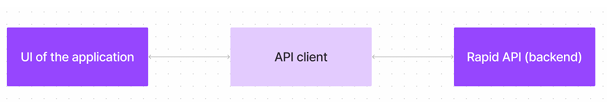 UI of the application
API client
Rapid API (backend)